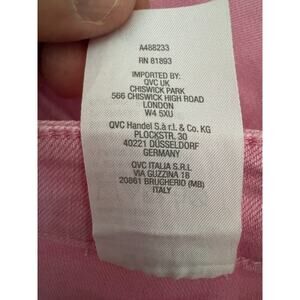 A488233
RN 81893
IMPORTED BY:
QVC UK
CHISWICK PARK
566 CHISWICK HIGH ROAD
LONDON
W4 5XU
QVC Handel S.à r.l. & Co. KG
PLOCKSTR. 30
40221 DÜSSELDORF
GERMANY
QVC ITALIA S.R.L
VIA GUZZINA 18
20861 BRUGHERIO (MB)
ITALY